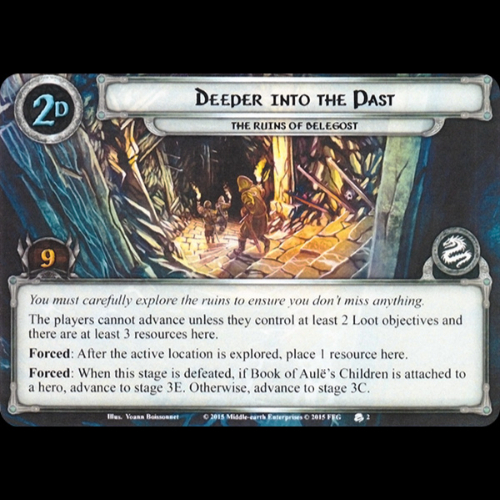 2D
DEEPER INTO THE PAST
THE RUINS OF BELEGOST
9
You must carefully explore the ruins to ensure you don't miss anything.
The players cannot advance unless they control at least 2 Loot objectives and
there are at least 3 resources here.
Forced: After the active location is explored, place 1 resource here.
Forced: When this stage is defeated, if Book of Aulë's Children is attached to
a hero, advance to stage 3E. Otherwise, advance to stage 3C.
Illus. Yoann Boissonnet © 2015 Middle-earth Enterprises © 2015 FFG 2